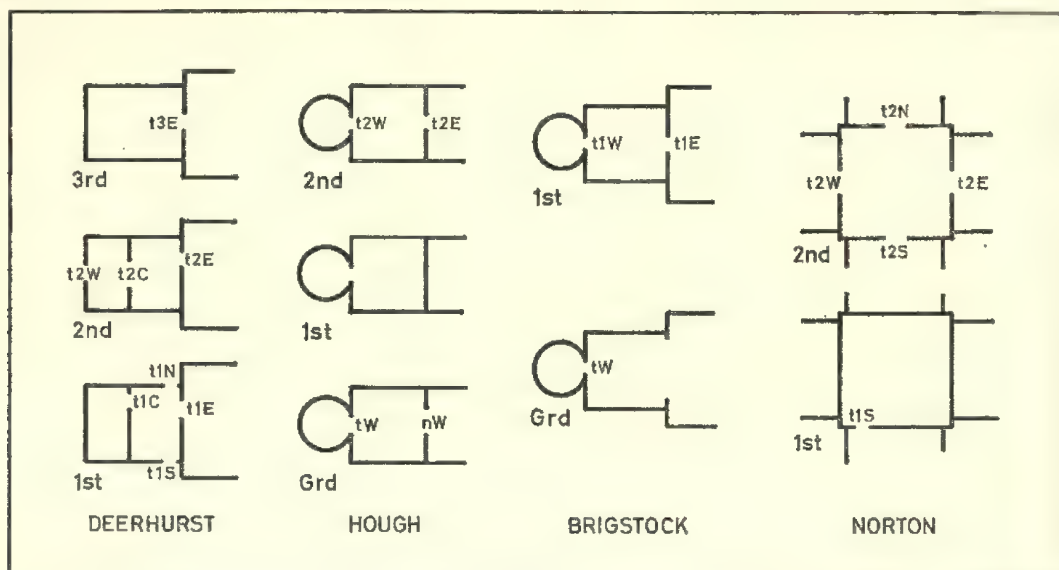 t3E
3rd
t2W
t2C
t2E
2nd
t1N
t1C
t1E
t1S
1st
DEERHURST
t2W
t2E
2nd
1st
tW
nW
Grd
HOUGH
t1W
t1E
1st
tW
Grd
BRIGSTOCK
t2N
t2W
t2E
t2S
2nd
t1S
1st
NORTON